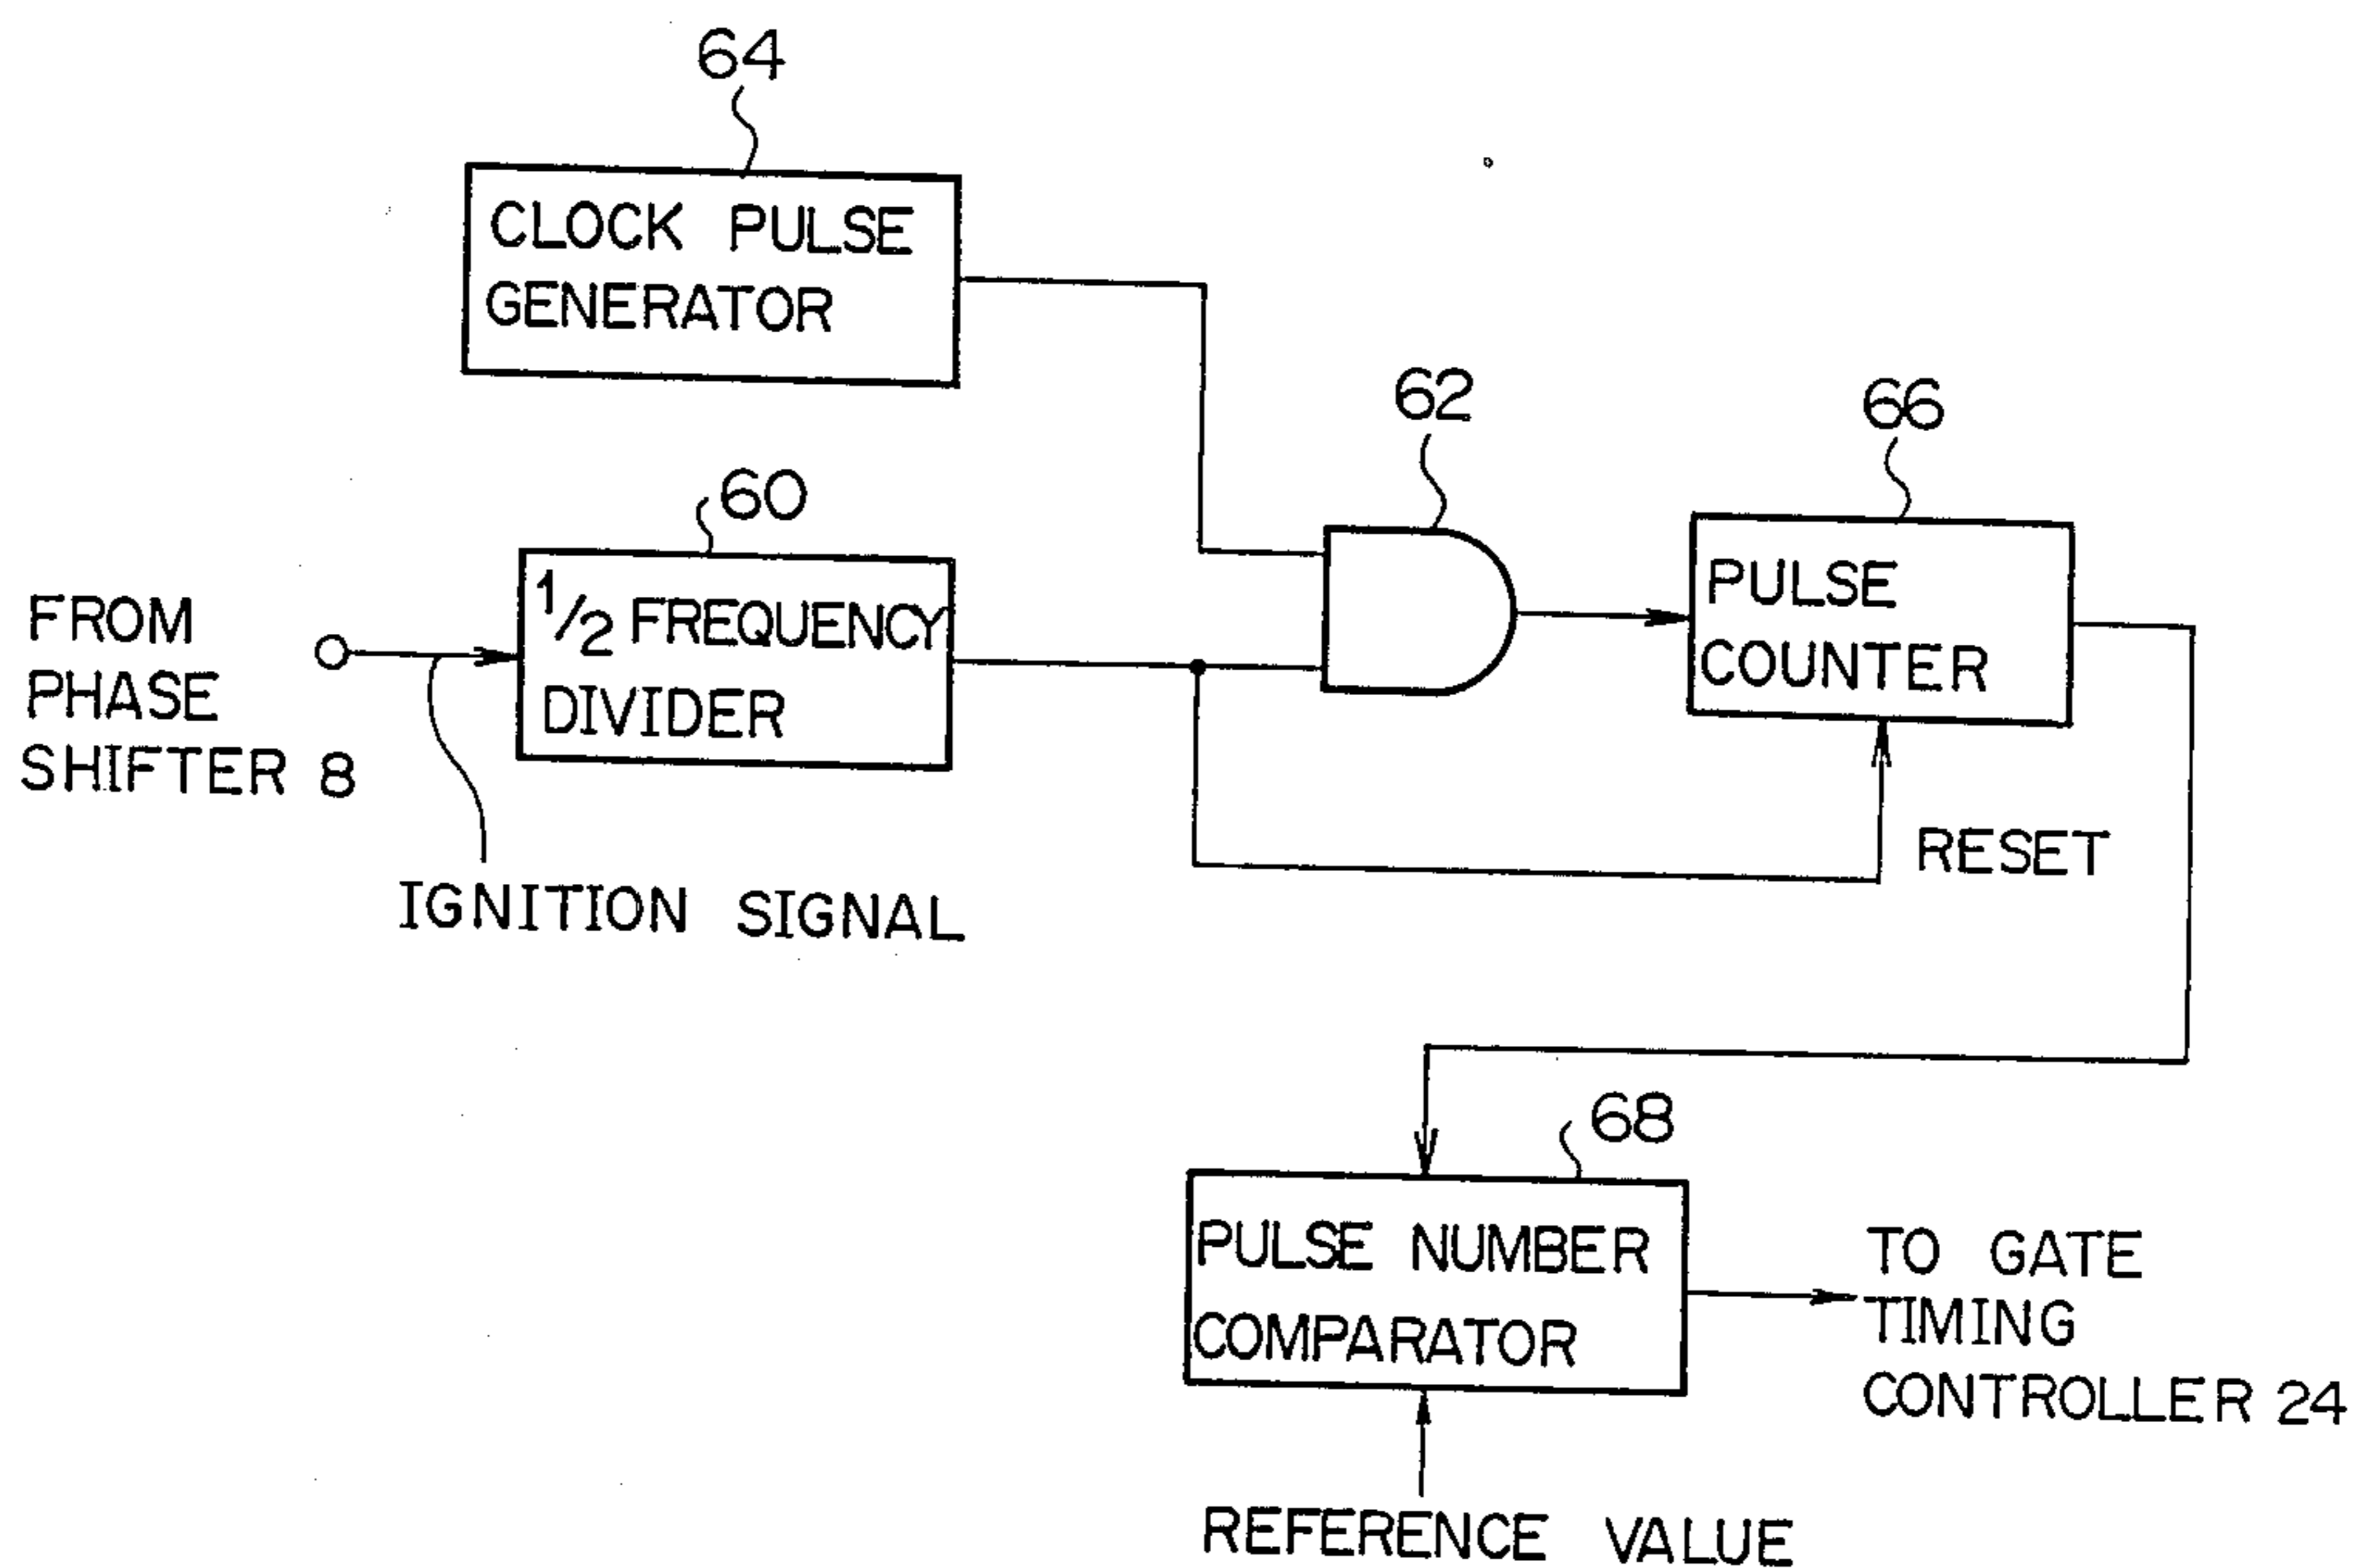 64
CLOCK PULSE
GENERATOR
62
66
60
FROM
PHASE
SHIFTER 8
1/2 FREQUENCY
DIVIDER
PULSE
COUNTER
RESET
IGNITION SIGNAL
68
PULSE NUMBER
COMPARATOR
TO GATE
TIMING
CONTROLLER 24
REFERENCE VALUE